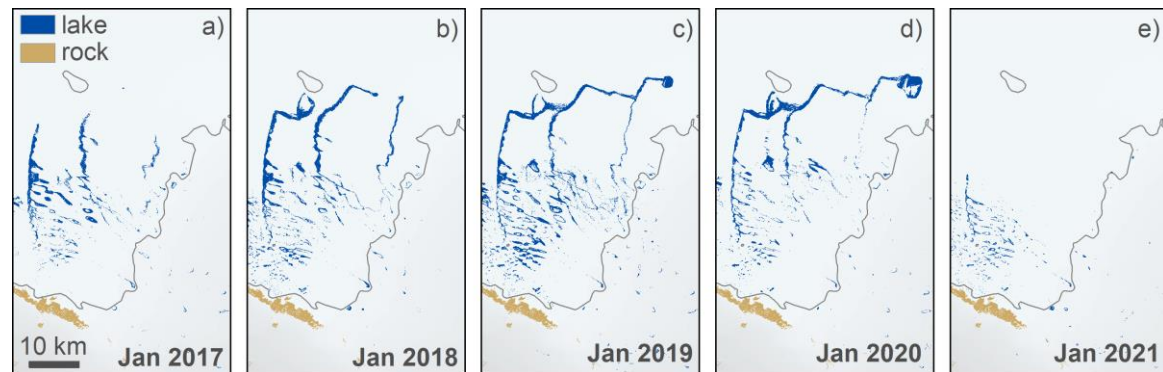 lake
rock
a)
b)
c)
d)
e)
10 km
Jan 2017
Jan 2018
Jan 2019
Jan 2020
Jan 2021